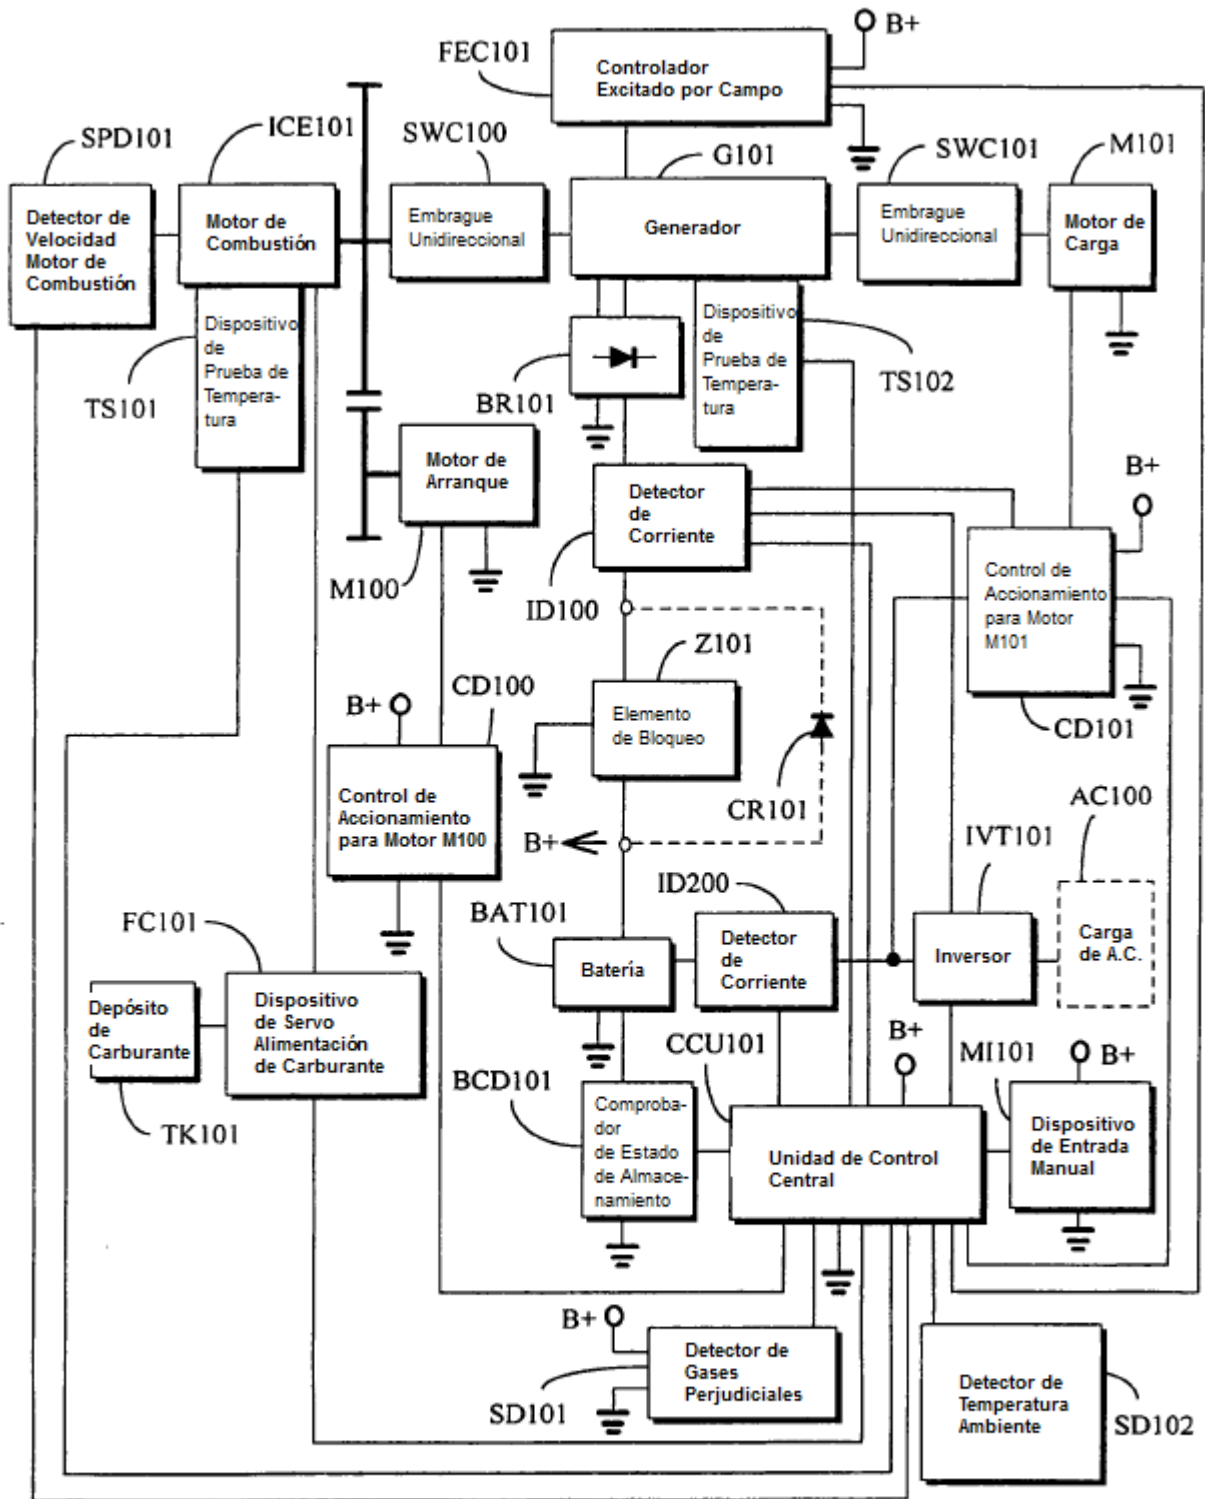 B+
FEC101
Controlador
Excitado por Campo
ICE101
SWC100
G101
SWC101
M101
SPD101
Detector de
Velocidad
Motor de
Combustión
Motor de
Combustión
Embrague
Unidireccional
Generador
Embrague
Unidireccional
Motor de
Carga
Dispositivo
de
Prueba de
Tempera-
tura
TS101
BR101
Dispositivo
de
Prueba de
Tempera-
tura
TS102
Motor de
Arranque
M100
Detector
de
Corriente
ID100
B+
Control de
Accionamiento
para Motor
M101
CD101
Z101
Elemento
de Bloqueo
CR101
B+
CD100
B+
Control de
Accionamiento
para Motor M100
AC100
IVT101
ID200
BAT101
FC101
Batería
Detector
de
Corriente
Inversor
Carga
de A.C.
Depósito
de
Carburante
TK101
Dispositivo
de Servo
Alimentación
de Carburante
CCU101
B+
MI101
B+
BCD101
Comproba-
dor
de Estado
de Almace-
namiento
Unidad de Control
Central
Dispositivo
de Entrada
Manual
B+
Detector de
Gases
Perjudiciales
SD101
Detector de
Temperatura
Ambiente
SD102